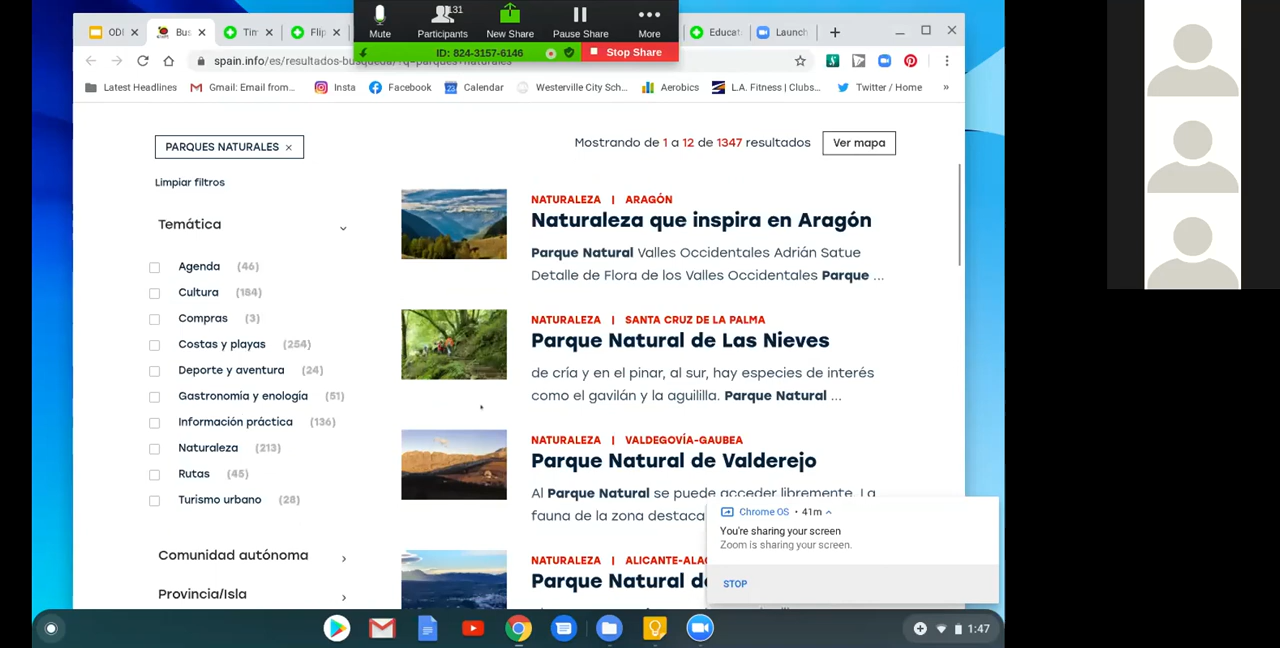 131
Mute
Participants
New Share
Pause Share
More
ID: 824-3157-6146
Stop Share
ODI
Bus
Tim
Flip
Educat
Launch
spain.info/es/resultados-busqueda/?q=parques+naturales
Latest Headlines
Gmail: Email from...
Insta
Facebook
Calendar
Westerville City Sch...
Aerobics
L.A. Fitness | Clubs...
Twitter / Home
»
PARQUES NATURALES ×
Mostrando de 1 a 12 de 1347 resultados
Ver mapa
Limpiar filtros
Temática
Agenda (46)
Cultura (184)
Compras (3)
Costas y playas (254)
Deporte y aventura (24)
Gastronomía y enología (51)
Información práctica (136)
Naturaleza (213)
Rutas (45)
Turismo urbano (28)
Comunidad autónoma
Provincia/Isla
NATURALEZA | ARAGÓN
Naturaleza que inspira en Aragón
Parque Natural Valles Occidentales Adrián Satue
Detalle de Flora de los Valles Occidentales Parque ...
NATURALEZA | SANTA CRUZ DE LA PALMA
Parque Natural de Las Nieves
de cría y en el pinar, al sur, hay especies de interés
como el gavilán y la aguililla. Parque Natural ...
NATURALEZA | VALDEGOVÍA-GAUBEA
Parque Natural de Valderejo
Al Parque Natural se puede acceder libremente. La
fauna de la zona destaca
NATURALEZA | ALICANTE-ALAC
Parque Natural d
Chrome OS • 41m
You're sharing your screen
Zoom is sharing your screen.
STOP
1:47